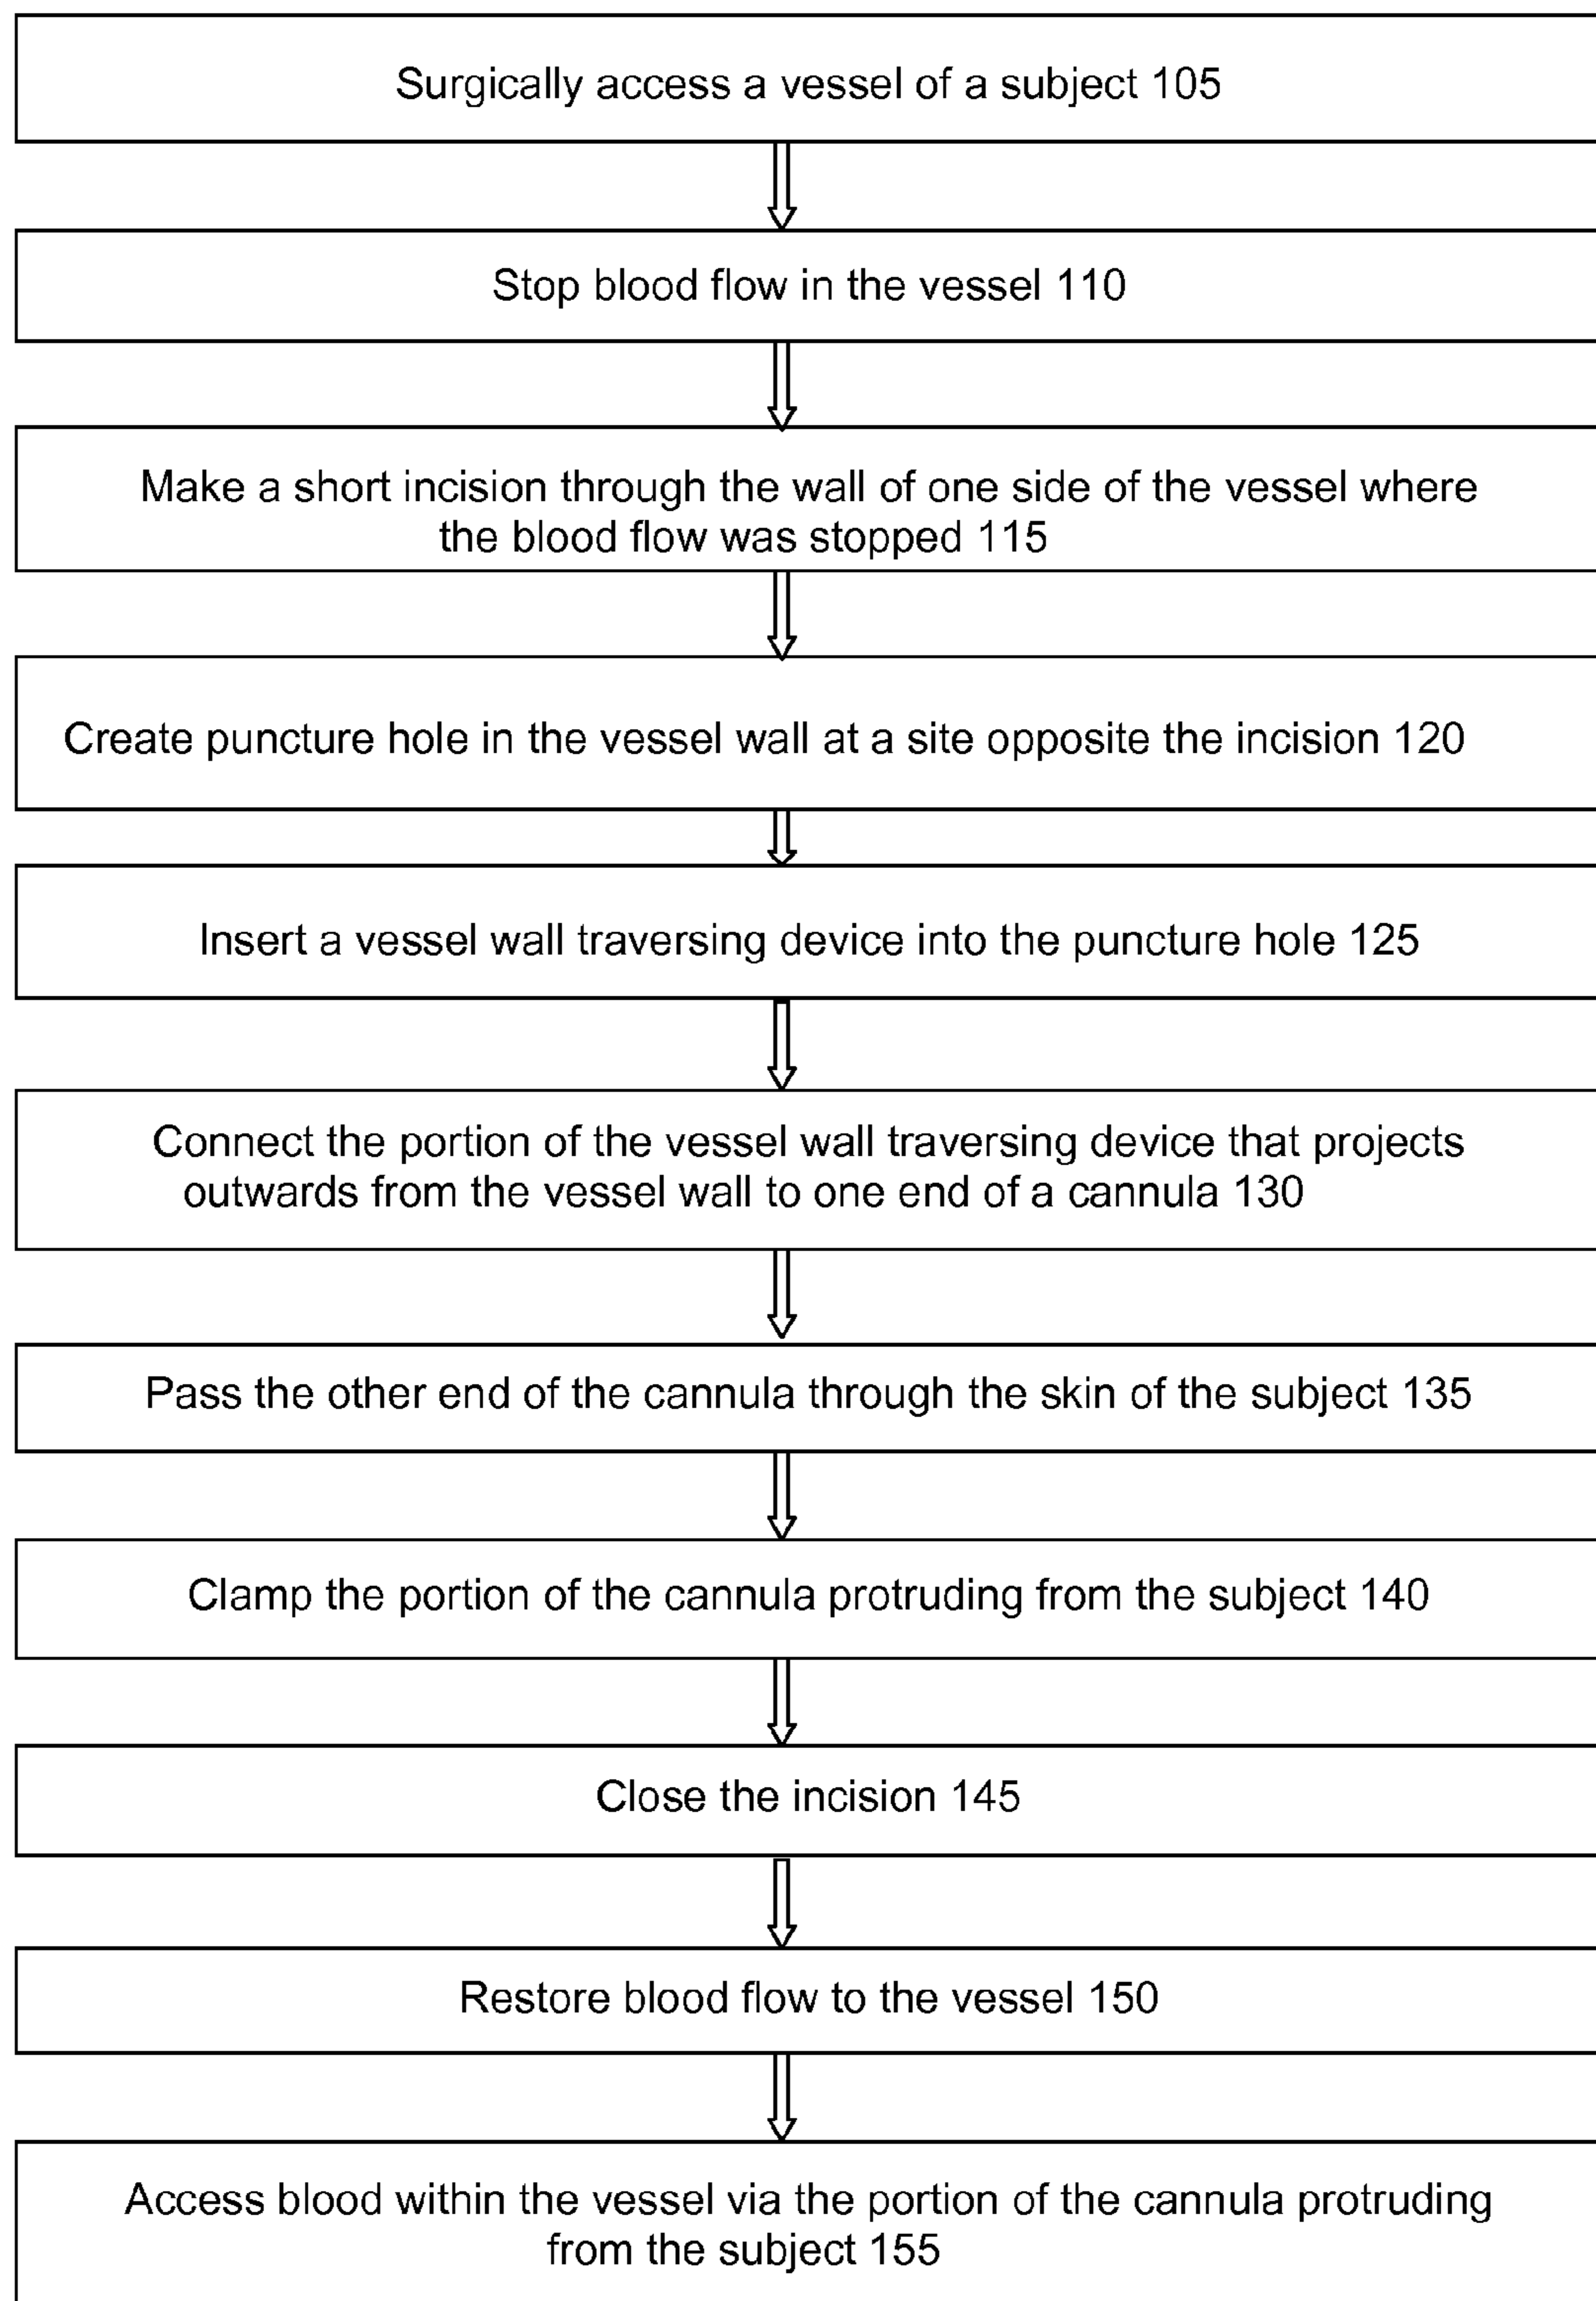 Surgically access a vessel of a subject 105
Stop blood flow in the vessel 110
Make a short incision through the wall of one side of the vessel where
the blood flow was stopped 115
Create puncture hole in the vessel wall at a site opposite the incision 120
Insert a vessel wall traversing device into the puncture hole 125
Connect the portion of the vessel wall traversing device that projects
outwards from the vessel wall to one end of a cannula 130
Pass the other end of the cannula through the skin of the subject 135
Clamp the portion of the cannula protruding from the subject 140
Close the incision 145
Restore blood flow to the vessel 150
Access blood within the vessel via the portion of the cannula protruding
from the subject 155